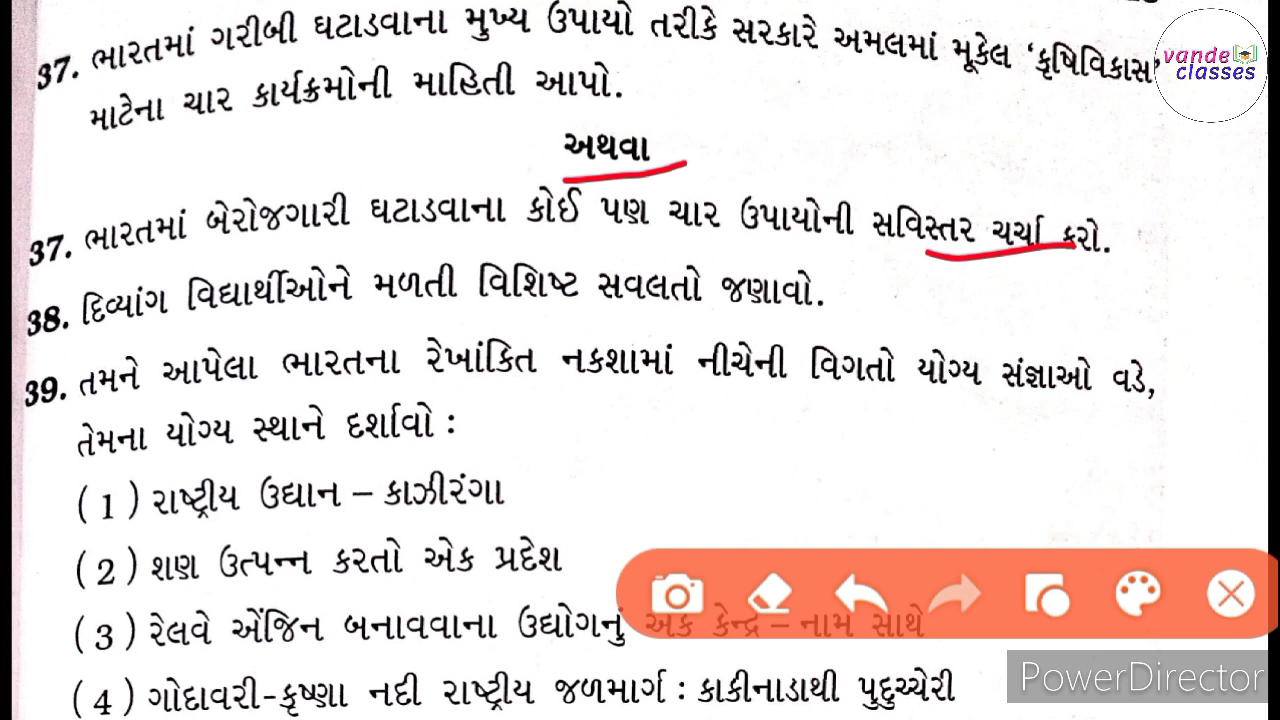 37. ભારતમાં ગરીબી ઘટાડવાના મુખ્ય ઉપાયો તરીકે સરકારે અમલમાં મૂકેલ ‘કૃષિવિકાસ’
માટેના ચાર કાર્યક્રમોની માહિતી આપો.
vande
classes
અથવા
37. ભારતમાં બેરોજગારી ઘટાડવાના કોઈ પણ ચાર ઉપાયોની સવિસ્તર ચર્ચા કરો.
38. દિવ્યાંગ વિદ્યાર્થીઓને મળતી વિશિષ્ટ સવલતો જણાવો.
39. તમને આપેલા ભારતના રેખાંકિત નકશામાં નીચેની વિગતો યોગ્ય સંજ્ઞાઓ વડે,
તેમના યોગ્ય સ્થાને દર્શાવો :
( 1 ) રાષ્ટ્રીય ઉદ્યાન – કાઝીરંગા
( 2 ) શણ ઉત્પન્ન કરતો એક પ્રદેશ
( 3 ) રેલવે એંજિન બનાવવાના ઉદ્યોગનું એક કેન્દ્ર – નામ સાથે
( 4 ) ગોદાવરી-કૃષ્ણા નદી રાષ્ટ્રીય જળમાર્ગ : કાકીનાડાથી પુદુચ્ચેરી
PowerDirector